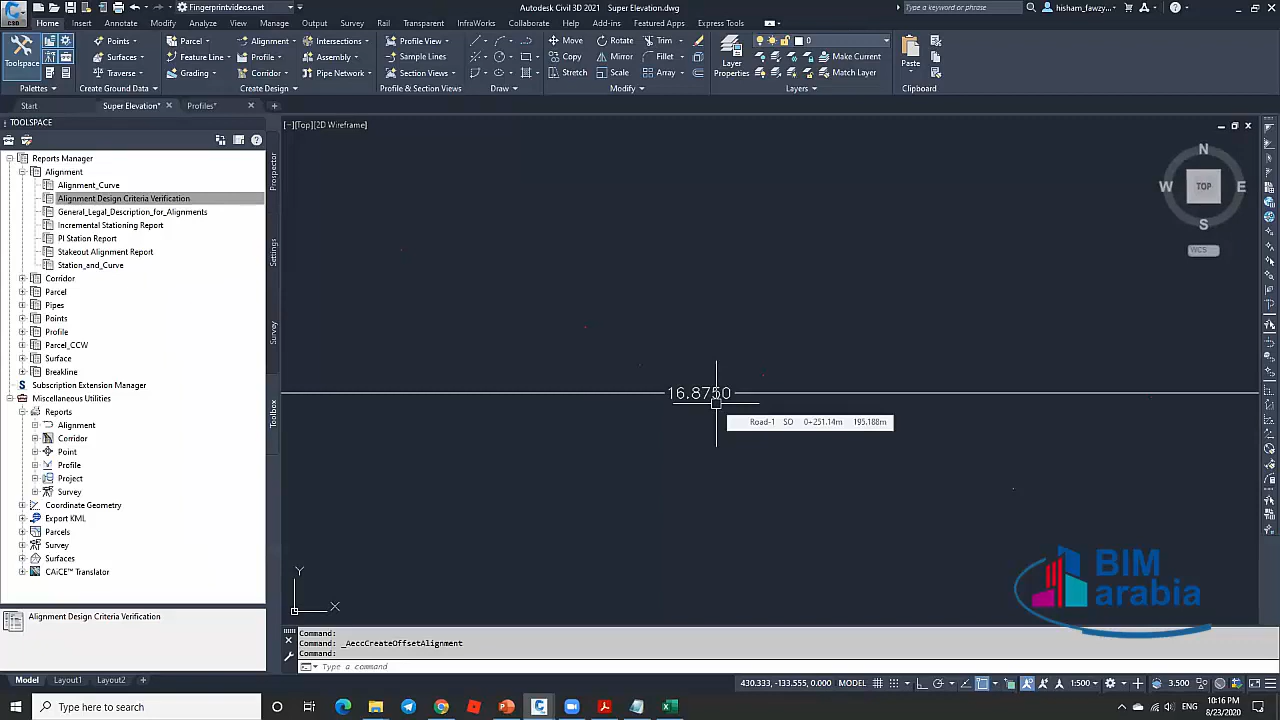 C3D
Fingerprintvideos.net
Autodesk Civil 3D 2021 Super Elevation.dwg
Type a keyword or phrase
hisham_fawzy...
Home Insert Annotate Modify Analyze View Manage Output Survey Rail Transparent InfraWorks Collaborate Help Add-ins Featured Apps Express Tools
Toolspace
Palettes
Points
Surfaces
Traverse
Create Ground Data
Parcel
Feature Line
Grading
Alignment
Profile
Corridor
Intersections
Assembly
Pipe Network
Create Design
Profile View
Sample Lines
Section Views
Profile & Section Views
Draw
Move
Copy
Stretch
Rotate
Mirror
Scale
Trim
Fillet
Array
Modify
Layer Properties
0
Make Current
Match Layer
Layers
Paste
Clipboard
Start Super Elevation* Profiles*
TOOLSPACE
[−][Top][2D Wireframe]
Reports Manager
Alignment
Alignment_Curve
Alignment Design Criteria Verification
General_Legal_Description_for_Alignments
Incremental Stationing Report
PI Station Report
Stakeout Alignment Report
Station_and_Curve
Corridor
Parcel
Pipes
Points
Profile
Parcel_CCW
Surface
Breakline
Subscription Extension Manager
Miscellaneous Utilities
Reports
Alignment
Corridor
Point
Profile
Project
Survey
Coordinate Geometry
Export KML
Parcels
Survey
Surfaces
CAiCE™ Translator
Prospector
Settings
Survey
Toolbox
Alignment Design Criteria Verification
N
W TOP E
S
WCS
16.8750
Road-1 SO 0+251.14m 195.188m
Y
X
BIM
arabia
Command:
Command: _AeccCreateOffsetAlignment
Command:
Type a command
Model Layout1 Layout2
430.333, -133.555, 0.000 MODEL 1:500 3.500
Type here to search
10:16 PM
8/23/2020